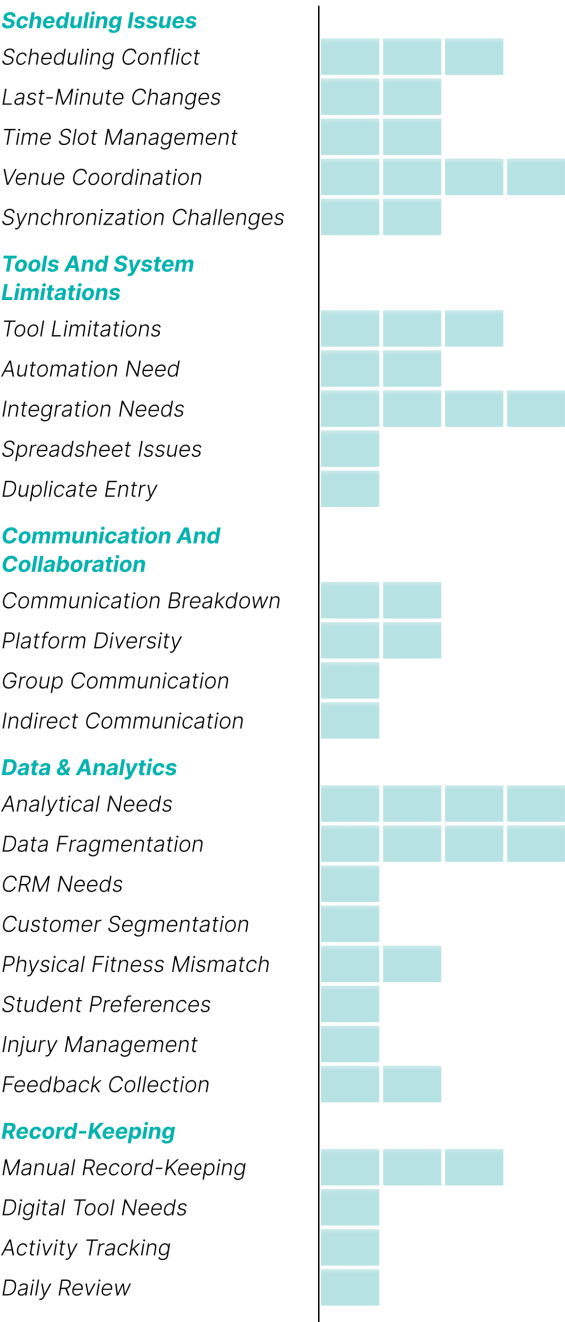 Scheduling Issues
Scheduling Conflict
Last-Minute Changes
Time Slot Management
Venue Coordination
Synchronization Challenges
Tools And System
Limitations
Tool Limitations
Automation Need
Integration Needs
Spreadsheet Issues
Duplicate Entry
Communication And
Collaboration
Communication Breakdown
Platform Diversity
Group Communication
Indirect Communication
Data & Analytics
Analytical Needs
Data Fragmentation
CRM Needs
Customer Segmentation
Physical Fitness Mismatch
Student Preferences
Injury Management
Feedback Collection
Record-Keeping
Manual Record-Keeping
Digital Tool Needs
Activity Tracking
Daily Review